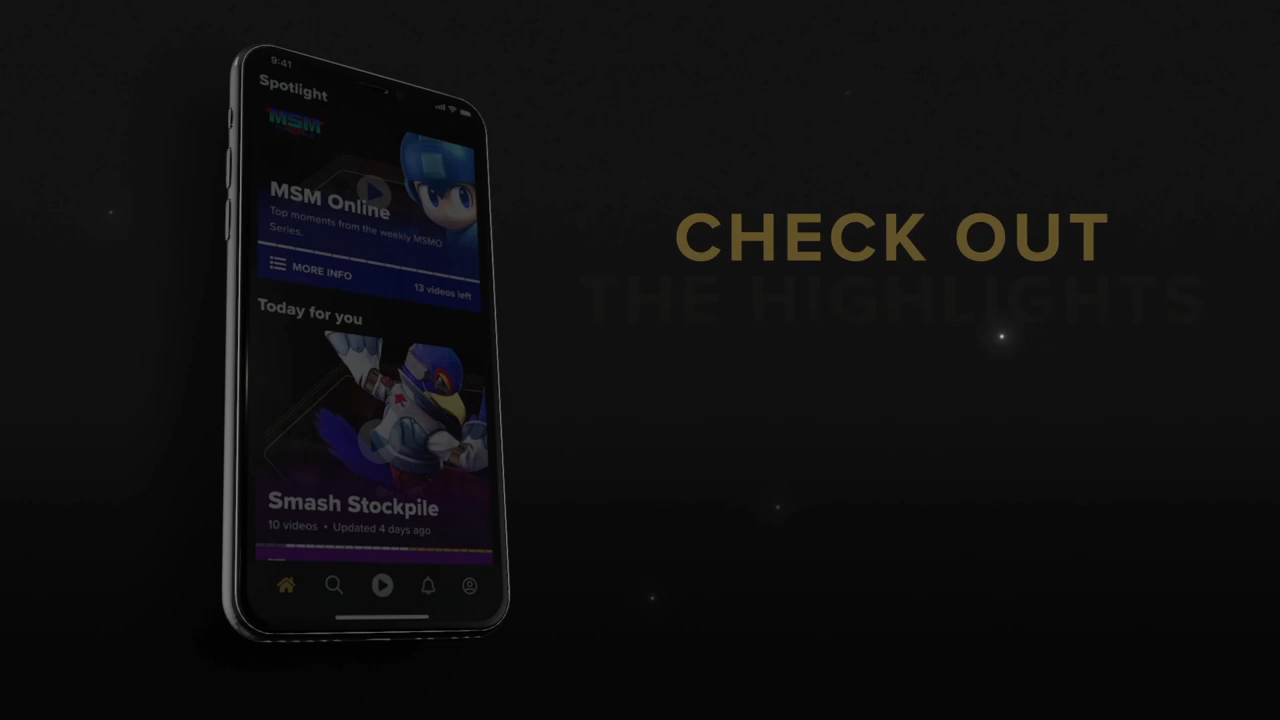 9:41
Spotlight
MSM
MSM Online
Top moments from the weekly MSMO
Series.
MORE INFO
13 videos left
Today for you
Smash Stockpile
10 videos • Updated 4 days ago
CHECK OUT
THE HIGHLIGHTS